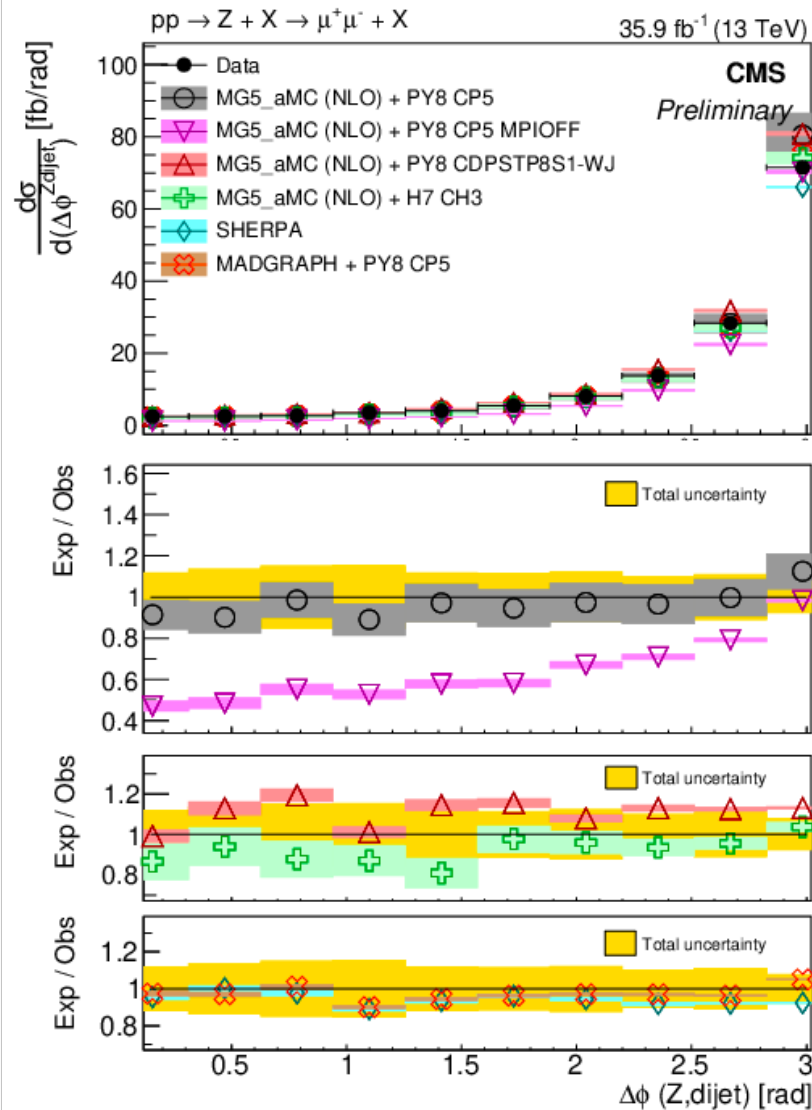 pp → Z + X → μ⁺μ⁻ + X
35.9 fb⁻¹ (13 TeV)
dσ / d(Δϕ^Zdijet) [fb/rad]
CMS
Preliminary
Data
MG5_aMC (NLO) + PY8 CP5
MG5_aMC (NLO) + PY8 CP5 MPIOFF
MG5_aMC (NLO) + PY8 CDPSTP8S1-WJ
MG5_aMC (NLO) + H7 CH3
SHERPA
MADGRAPH + PY8 CP5
100
80
60
40
20
0
Exp / Obs
Total uncertainty
1.6
1.4
1.2
1
0.8
0.6
0.4
Exp / Obs
Total uncertainty
1.2
1
0.8
Exp / Obs
Total uncertainty
1.2
1
0.8
0.5 1 1.5 2 2.5 3
Δϕ (Z,dijet) [rad]